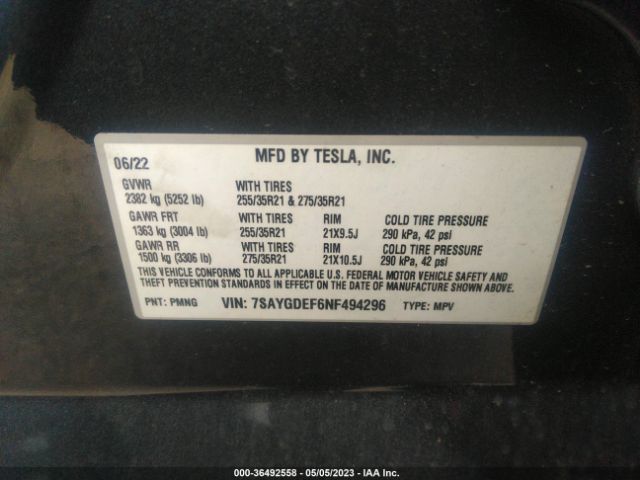 06/22 MFD BY TESLA, INC.
GVWR WITH TIRES
2382 kg (5252 lb) 255/35R21 & 275/35R21
GAWR FRT WITH TIRES RIM COLD TIRE PRESSURE
1363 kg (3004 lb) 255/35R21 21X9.5J 290 kPa, 42 psi
GAWR RR WITH TIRES RIM COLD TIRE PRESSURE
1500 kg (3306 lb) 275/35R21 21X10.5J 290 kPa, 42 psi
THIS VEHICLE CONFORMS TO ALL APPLICABLE U.S. FEDERAL MOTOR VEHICLE SAFETY AND
THEFT PREVENTION STANDARDS IN EFFECT ON THE DATE OF MANUFACTURE SHOWN ABOVE.
PNT: PMNG VIN: 7SAYGDEF6NF494296 TYPE: MPV
000-36492558 - 05/05/2023 - IAA Inc.